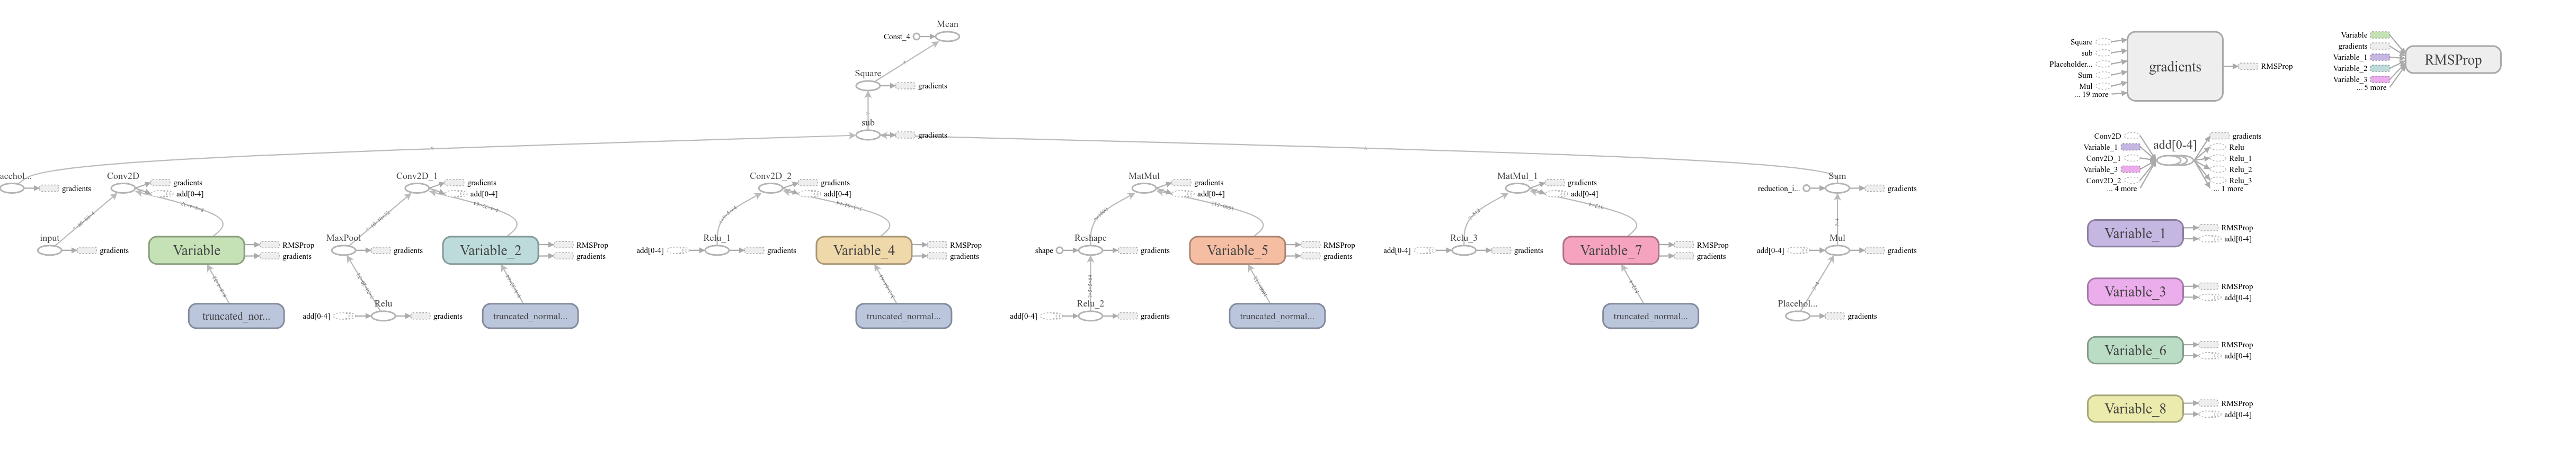 Mean
Const_4
Square
gradients
sub
gradients
acehol...
gradients
Conv2D
gradients
add[0-4]
input
gradients
Variable
RMSProp
gradients
truncated_nor...
Conv2D_1
gradients
add[0-4]
MaxPool
gradients
Variable_2
RMSProp
gradients
Relu
add[0-4]
gradients
truncated_normal...
Conv2D_2
gradients
add[0-4]
Relu_1
add[0-4]
gradients
Variable_4
RMSProp
gradients
truncated_normal...
MatMul
gradients
add[0-4]
Reshape
shape
gradients
Variable_5
RMSProp
gradients
Relu_2
add[0-4]
gradients
truncated_normal...
MatMul_1
gradients
add[0-4]
Relu_3
add[0-4]
gradients
Variable_7
RMSProp
gradients
truncated_normal...
Sum
reduction_i...
gradients
Mul
add[0-4]
gradients
Placehol...
gradients
Square
sub
Placeholder...
Sum
Mul
... 19 more
gradients
RMSProp
Variable
gradients
Variable_1
Variable_2
Variable_3
... 5 more
RMSProp
Conv2D
Variable_1
Conv2D_1
Variable_3
Conv2D_2
... 4 more
add[0-4]
gradients
Relu
Relu_1
Relu_2
Relu_3
... 1 more
Variable_1
RMSProp
add[0-4]
Variable_3
RMSProp
add[0-4]
Variable_6
RMSProp
add[0-4]
Variable_8
RMSProp
add[0-4]